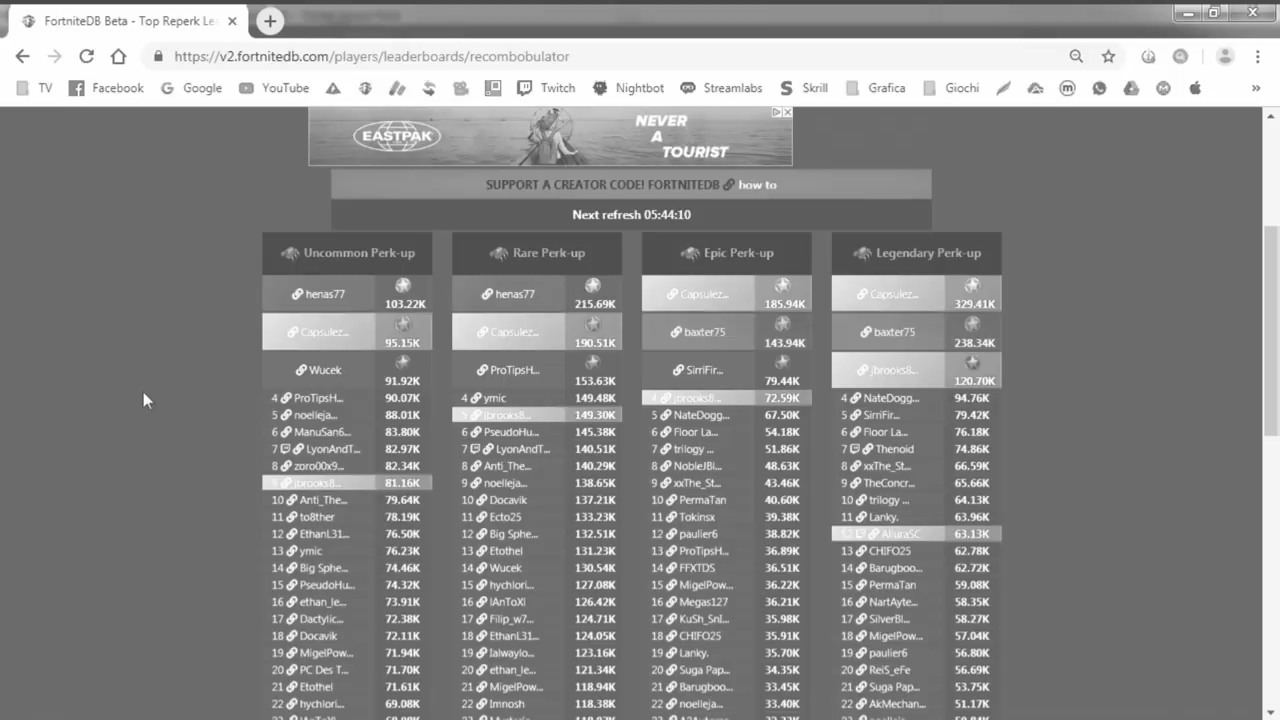 FortniteDB Beta - Top Reperk Le
https://v2.fortnitedb.com/players/leaderboards/recombobulator
TV Facebook Google YouTube Twitch Nightbot Streamlabs Skrill Grafica Giochi »
EASTPAK NEVER A TOURIST
SUPPORT A CREATOR CODE! FORTNITEDB how to
Next refresh 05:44:10
Uncommon Perk-up
henas77 103.22K
Capsulez... 95.15K
Wucek 91.92K
4 ProTipsH... 90.07K
5 noelleja... 88.01K
6 ManuSan6... 83.80K
7 LyonAndT... 82.97K
8 zoro00x9... 82.34K
9 jbrooks8... 81.16K
10 Anti_The... 79.64K
11 to8ther 78.19K
12 EthanL31... 76.50K
13 ymic 76.23K
14 Big Sphe... 74.46K
15 PseudoHu... 74.32K
16 ethan_le... 73.91K
17 Dactylic... 72.38K
18 Docavik 72.11K
19 MigelPow... 71.94K
20 PC Des T... 71.70K
21 Etothel 71.61K
22 hychlori... 69.08K
Rare Perk-up
henas77 215.69K
Capsulez... 190.51K
ProTipsH... 153.63K
4 ymic 149.48K
5 jbrooks8... 149.30K
6 PseudoHu... 145.38K
7 LyonAndT... 140.51K
8 Anti_The... 140.29K
9 noelleja... 138.65K
10 Docavik 137.21K
11 Ecto25 133.23K
12 Big Sphe... 132.51K
13 Etothel 131.23K
14 Wucek 130.54K
15 hychlori... 127.08K
16 lAnToXl 126.42K
17 Filip_w7... 124.71K
18 EthanL31... 124.05K
19 lalwaylo... 123.16K
20 ethan_le... 121.34K
21 MigelPow... 118.94K
22 Imnosh 118.38K
Epic Perk-up
Capsulez... 185.94K
baxter75 143.94K
SirriFir... 79.44K
4 jbrooks8... 72.59K
5 NateDogg... 67.50K
6 Floor La... 54.18K
7 trilogy ... 51.86K
8 NobleJBl... 48.63K
9 xxThe_St... 43.46K
10 PermaTan 40.60K
11 Tokinsx 39.38K
12 paulier6 38.82K
13 ProTipsH... 36.89K
14 FFXTDS 36.51K
15 MigelPow... 36.22K
16 Megas127 36.21K
17 KuSh_SnI... 35.98K
18 CHIFO25 35.91K
19 Lanky. 35.70K
20 Suga Pap... 34.35K
21 Barugboo... 33.45K
22 noelleja... 33.40K
Legendary Perk-up
Capsulez... 329.41K
baxter75 238.34K
jbrooks8... 120.70K
4 NateDogg... 94.76K
5 SirriFir... 79.42K
6 Floor La... 76.18K
7 Thenoid 74.86K
8 xxThe_St... 66.59K
9 TheConcr... 65.66K
10 trilogy ... 64.13K
11 Lanky. 63.96K
12 AlluraSC 63.13K
13 CHIFO25 62.78K
14 Barugboo... 62.72K
15 PermaTan 59.08K
16 NartAyte... 58.35K
17 SilverBl... 58.27K
18 MigelPow... 57.04K
19 paulier6 56.80K
20 ReiS_eFe 56.69K
21 Suga Pap... 53.75K
22 AkMechan... 51.17K